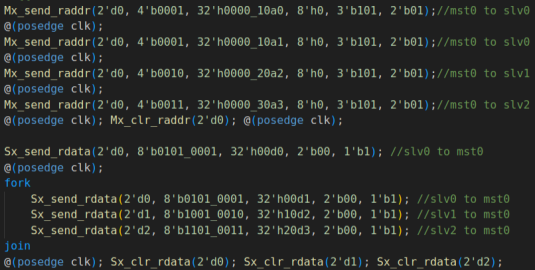 Mx_send_raddr(2'd0, 4'b0001, 32'h0000_10a0, 8'h0, 3'b101, 2'b01);//mst0 to slv0
@(posedge clk);
Mx_send_raddr(2'd0, 4'b0001, 32'h0000_10a1, 8'h0, 3'b101, 2'b01);//mst0 to slv0
@(posedge clk);
Mx_send_raddr(2'd0, 4'b0010, 32'h0000_20a2, 8'h0, 3'b101, 2'b01);//mst0 to slv1
@(posedge clk);
Mx_send_raddr(2'd0, 4'b0011, 32'h0000_30a3, 8'h0, 3'b101, 2'b01);//mst0 to slv2
@(posedge clk); Mx_clr_raddr(2'd0); @(posedge clk);
Sx_send_rdata(2'd0, 8'b0101_0001, 32'h00d0, 2'b00, 1'b1); //slv0 to mst0
@(posedge clk);
fork
Sx_send_rdata(2'd0, 8'b0101_0001, 32'h00d1, 2'b00, 1'b1); //slv0 to mst0
Sx_send_rdata(2'd1, 8'b1001_0010, 32'h10d2, 2'b00, 1'b1); //slv1 to mst0
Sx_send_rdata(2'd2, 8'b1101_0011, 32'h20d3, 2'b00, 1'b1); //slv2 to mst0
join
@(posedge clk); Sx_clr_rdata(2'd0); Sx_clr_rdata(2'd1); Sx_clr_rdata(2'd2);